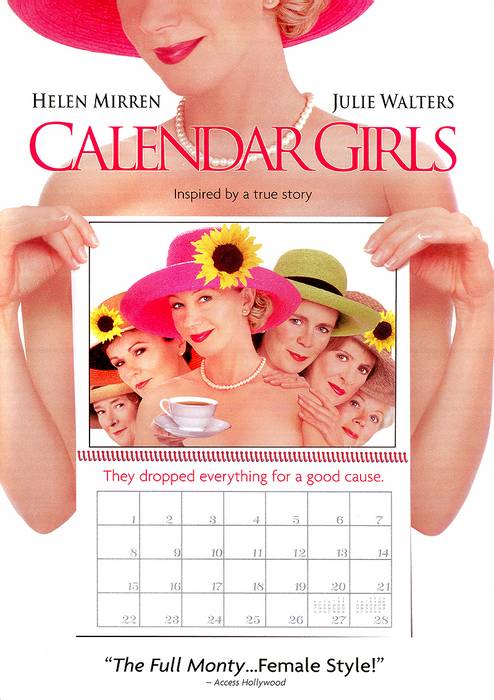 HELEN MIRREN JULIE WALTERS
CALENDAR GIRLS
Inspired by a true story
They dropped everything for a good cause.
1 2 3 4 5 6 7
8 9 10 11 12 13 14
15 16 17 18 19 20 21
22 23 24 25 26 27 28
"The Full Monty...Female Style!"
– Access Hollywood